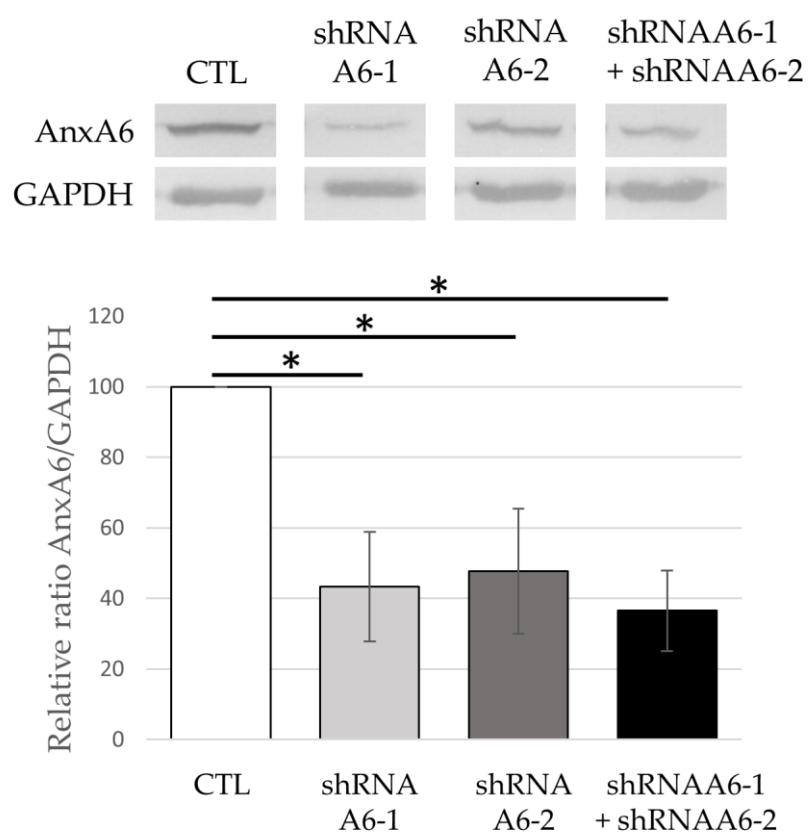 CTL
shRNA
A6-1
shRNA
A6-2
shRNAA6-1
+ shRNAA6-2
AnxA6
GAPDH
*
*
*
Relative ratio AnxA6/GAPDH
120
100
80
60
40
20
0
CTL
shRNA
A6-1
shRNA
A6-2
shRNAA6-1
+ shRNAA6-2